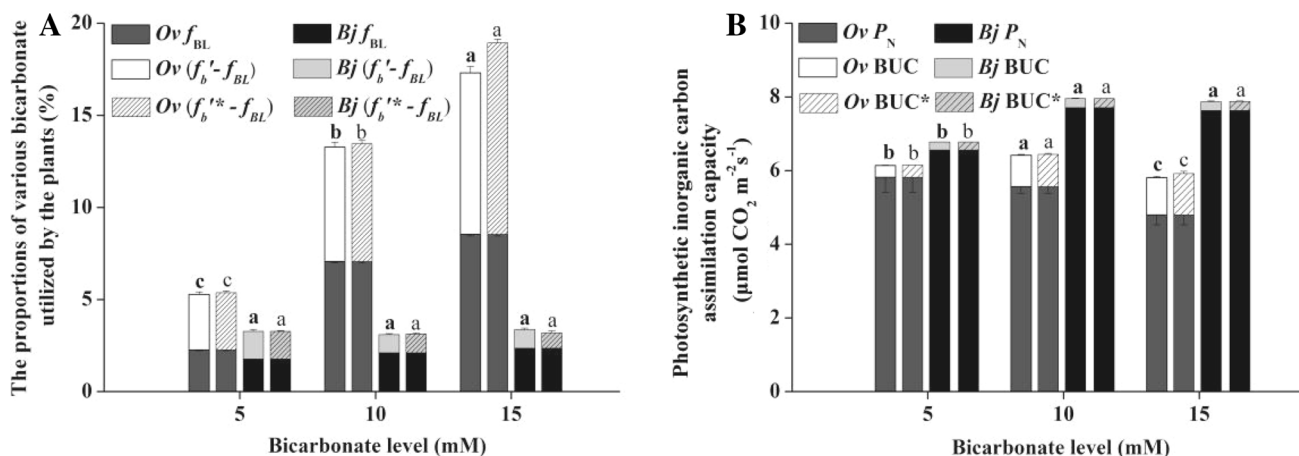 A
The proportions of various bicarbonate
utilized by the plants (%)
20
15
10
5
0
Ov fBL
Bj fBL
Ov (fb'- fBL)
Bj (fb'- fBL)
Ov (fb'* - fBL)
Bj (fb'* - fBL)
c c a a
b b a a
a a a a
5 10 15
Bicarbonate level (mM)
B
Photosynthetic inorganic carbon
assimilation capacity
(μmol CO2 m-2s-1)
10
8
6
4
2
0
Ov PN
Bj PN
Ov BUC
Bj BUC
Ov BUC*
Bj BUC*
b b b b
a a a a
c c a a
5 10 15
Bicarbonate level (mM)